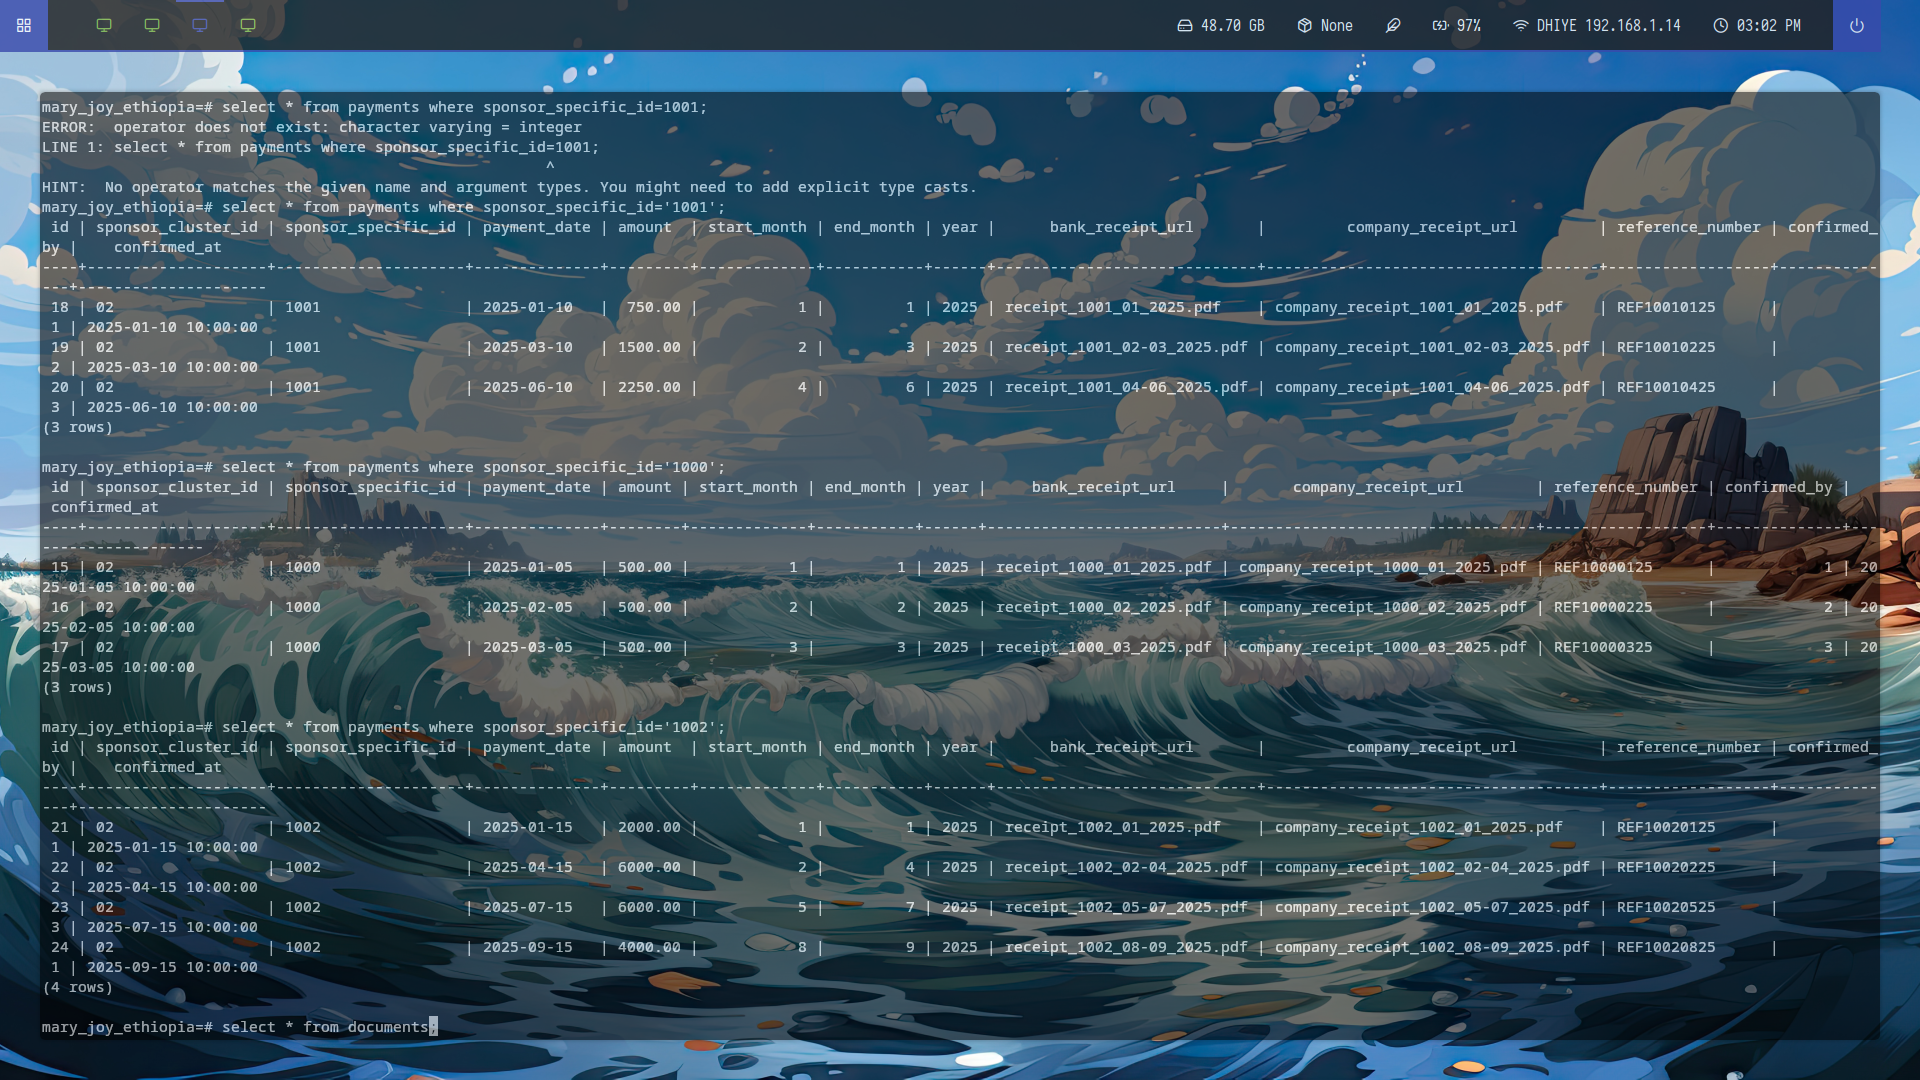 48.70 GB None 97% DHIYE 192.168.1.14 03:02 PM
mary_joy_ethiopia=# select * from payments where sponsor_specific_id=1001;
ERROR:  operator does not exist: character varying = integer
LINE 1: select * from payments where sponsor_specific_id=1001;
                                                        ^
HINT:  No operator matches the given name and argument types. You might need to add explicit type casts.
mary_joy_ethiopia=# select * from payments where sponsor_specific_id='1001';
 id | sponsor_cluster_id | sponsor_specific_id | payment_date | amount  | start_month | end_month | year |      bank_receipt_url       |         company_receipt_url         | reference_number | confirmed_
by |    confirmed_at
----+--------------------+---------------------+--------------+---------+-------------+-----------+------+-----------------------------+-------------------------------------+------------------+-----------
---+---------------------
 18 | 02                 | 1001                | 2025-01-10   |  750.00 |           1 |         1 | 2025 | receipt_1001_01_2025.pdf    | company_receipt_1001_01_2025.pdf    | REF10010125      |
 1 | 2025-01-10 10:00:00
 19 | 02                 | 1001                | 2025-03-10   | 1500.00 |           2 |         3 | 2025 | receipt_1001_02-03_2025.pdf | company_receipt_1001_02-03_2025.pdf | REF10010225      |
 2 | 2025-03-10 10:00:00
 20 | 02                 | 1001                | 2025-06-10   | 2250.00 |           4 |         6 | 2025 | receipt_1001_04-06_2025.pdf | company_receipt_1001_04-06_2025.pdf | REF10010425      |
 3 | 2025-06-10 10:00:00
(3 rows)
mary_joy_ethiopia=# select * from payments where sponsor_specific_id='1000';
 id | sponsor_cluster_id | sponsor_specific_id | payment_date | amount | start_month | end_month | year |     bank_receipt_url     |       company_receipt_url        | reference_number | confirmed_by |
 confirmed_at
----+--------------------+---------------------+--------------+--------+-------------+-----------+------+--------------------------+----------------------------------+------------------+--------------+---
------------------
 15 | 02                 | 1000                | 2025-01-05   | 500.00 |           1 |         1 | 2025 | receipt_1000_01_2025.pdf | company_receipt_1000_01_2025.pdf | REF10000125      |            1 | 20
25-01-05 10:00:00
 16 | 02                 | 1000                | 2025-02-05   | 500.00 |           2 |         2 | 2025 | receipt_1000_02_2025.pdf | company_receipt_1000_02_2025.pdf | REF10000225      |            2 | 20
25-02-05 10:00:00
 17 | 02                 | 1000                | 2025-03-05   | 500.00 |           3 |         3 | 2025 | receipt_1000_03_2025.pdf | company_receipt_1000_03_2025.pdf | REF10000325      |            3 | 20
25-03-05 10:00:00
(3 rows)
mary_joy_ethiopia=# select * from payments where sponsor_specific_id='1002';
 id | sponsor_cluster_id | sponsor_specific_id | payment_date | amount  | start_month | end_month | year |      bank_receipt_url       |         company_receipt_url         | reference_number | confirmed_
by |    confirmed_at
----+--------------------+---------------------+--------------+---------+-------------+-----------+------+-----------------------------+-------------------------------------+------------------+-----------
---+---------------------
 21 | 02                 | 1002                | 2025-01-15   | 2000.00 |           1 |         1 | 2025 | receipt_1002_01_2025.pdf    | company_receipt_1002_01_2025.pdf    | REF10020125      |
 1 | 2025-01-15 10:00:00
 22 | 02                 | 1002                | 2025-04-15   | 6000.00 |           2 |         4 | 2025 | receipt_1002_02-04_2025.pdf | company_receipt_1002_02-04_2025.pdf | REF10020225      |
 2 | 2025-04-15 10:00:00
 23 | 02                 | 1002                | 2025-07-15   | 6000.00 |           5 |         7 | 2025 | receipt_1002_05-07_2025.pdf | company_receipt_1002_05-07_2025.pdf | REF10020525      |
 3 | 2025-07-15 10:00:00
 24 | 02                 | 1002                | 2025-09-15   | 4000.00 |           8 |         9 | 2025 | receipt_1002_08-09_2025.pdf | company_receipt_1002_08-09_2025.pdf | REF10020825      |
 1 | 2025-09-15 10:00:00
(4 rows)
mary_joy_ethiopia=# select * from documents;